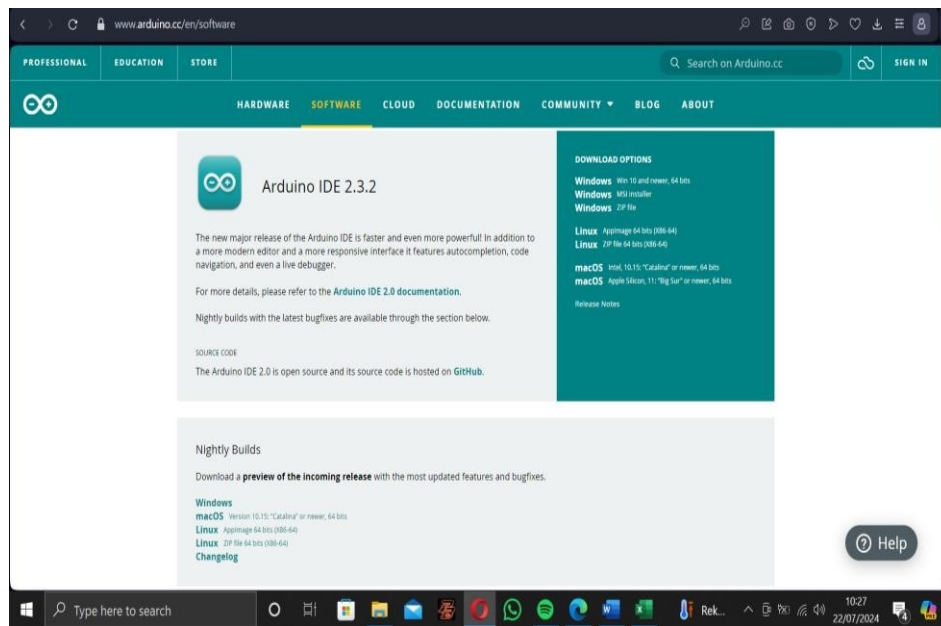 www.arduino.cc/en/software
PROFESSIONAL EDUCATION STORE Search on Arduino.cc SIGN IN
HARDWARE SOFTWARE CLOUD DOCUMENTATION COMMUNITY BLOG ABOUT
Arduino IDE 2.3.2
The new major release of the Arduino IDE is faster and even more powerful! In addition to
a more modern editor and a more responsive interface it features autocompletion, code
navigation, and even a live debugger.
For more details, please refer to the Arduino IDE 2.0 documentation.
Nightly builds with the latest bugfixes are available through the section below.
SOURCE CODE
The Arduino IDE 2.0 is open source and its source code is hosted on GitHub.
DOWNLOAD OPTIONS
Windows Win 10 and newer, 64 bits
Windows MSI installer
Windows ZIP file
Linux AppImage 64 bits (X86-64)
Linux ZIP file 64 bits (X86-64)
macOS Intel, 10.15: "Catalina" or newer, 64 bits
macOS Apple Silicon, 11: "Big Sur" or newer, 64 bits
Release Notes
Nightly Builds
Download a preview of the incoming release with the most updated features and bugfixes.
Windows
macOS Version 10.15: "Catalina" or newer, 64 bits
Linux AppImage 64 bits (X86-64)
Linux ZIP file 64 bits (X86-64)
Changelog
Help
Type here to search
Rek...
10:27
22/07/2024
4